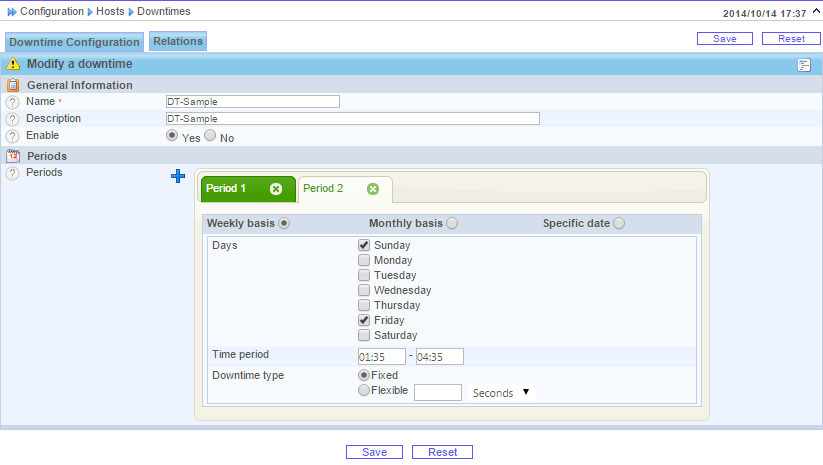 Configuration Hosts Downtimes
2014/10/14 17:37
Downtime Configuration Relations
Save Reset
Modify a downtime
General Information
? Name * DT-Sample
? Description DT-Sample
? Enable Yes No
12 Periods
? Periods
Period 1 Period 2
Weekly basis Monthly basis Specific date
Days Sunday
Monday
Tuesday
Wednesday
Thursday
Friday
Saturday
Time period 01:35 - 04:35
Downtime type Fixed
Flexible Seconds
Save Reset